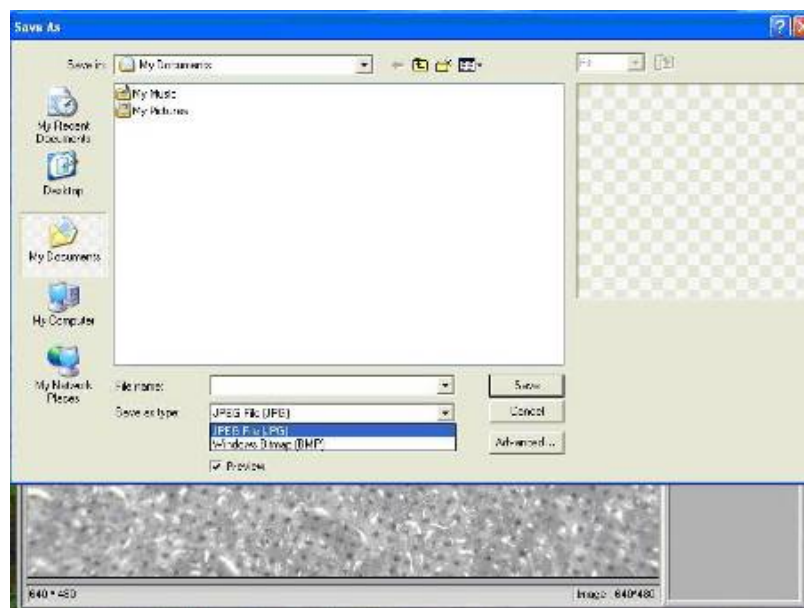 Save As
Save in: My Documents
Fit
My Recent
Documents
Desktop
My Documents
My Computer
My Network
Places
My Music
My Pictures
File name:
Save as type: JPEG File (JPG)
JPEG File (JPG)
Windows Bitmap (BMP)
Preview
Save
Cancel
Advanced...
640 * 480
Image : 640*480